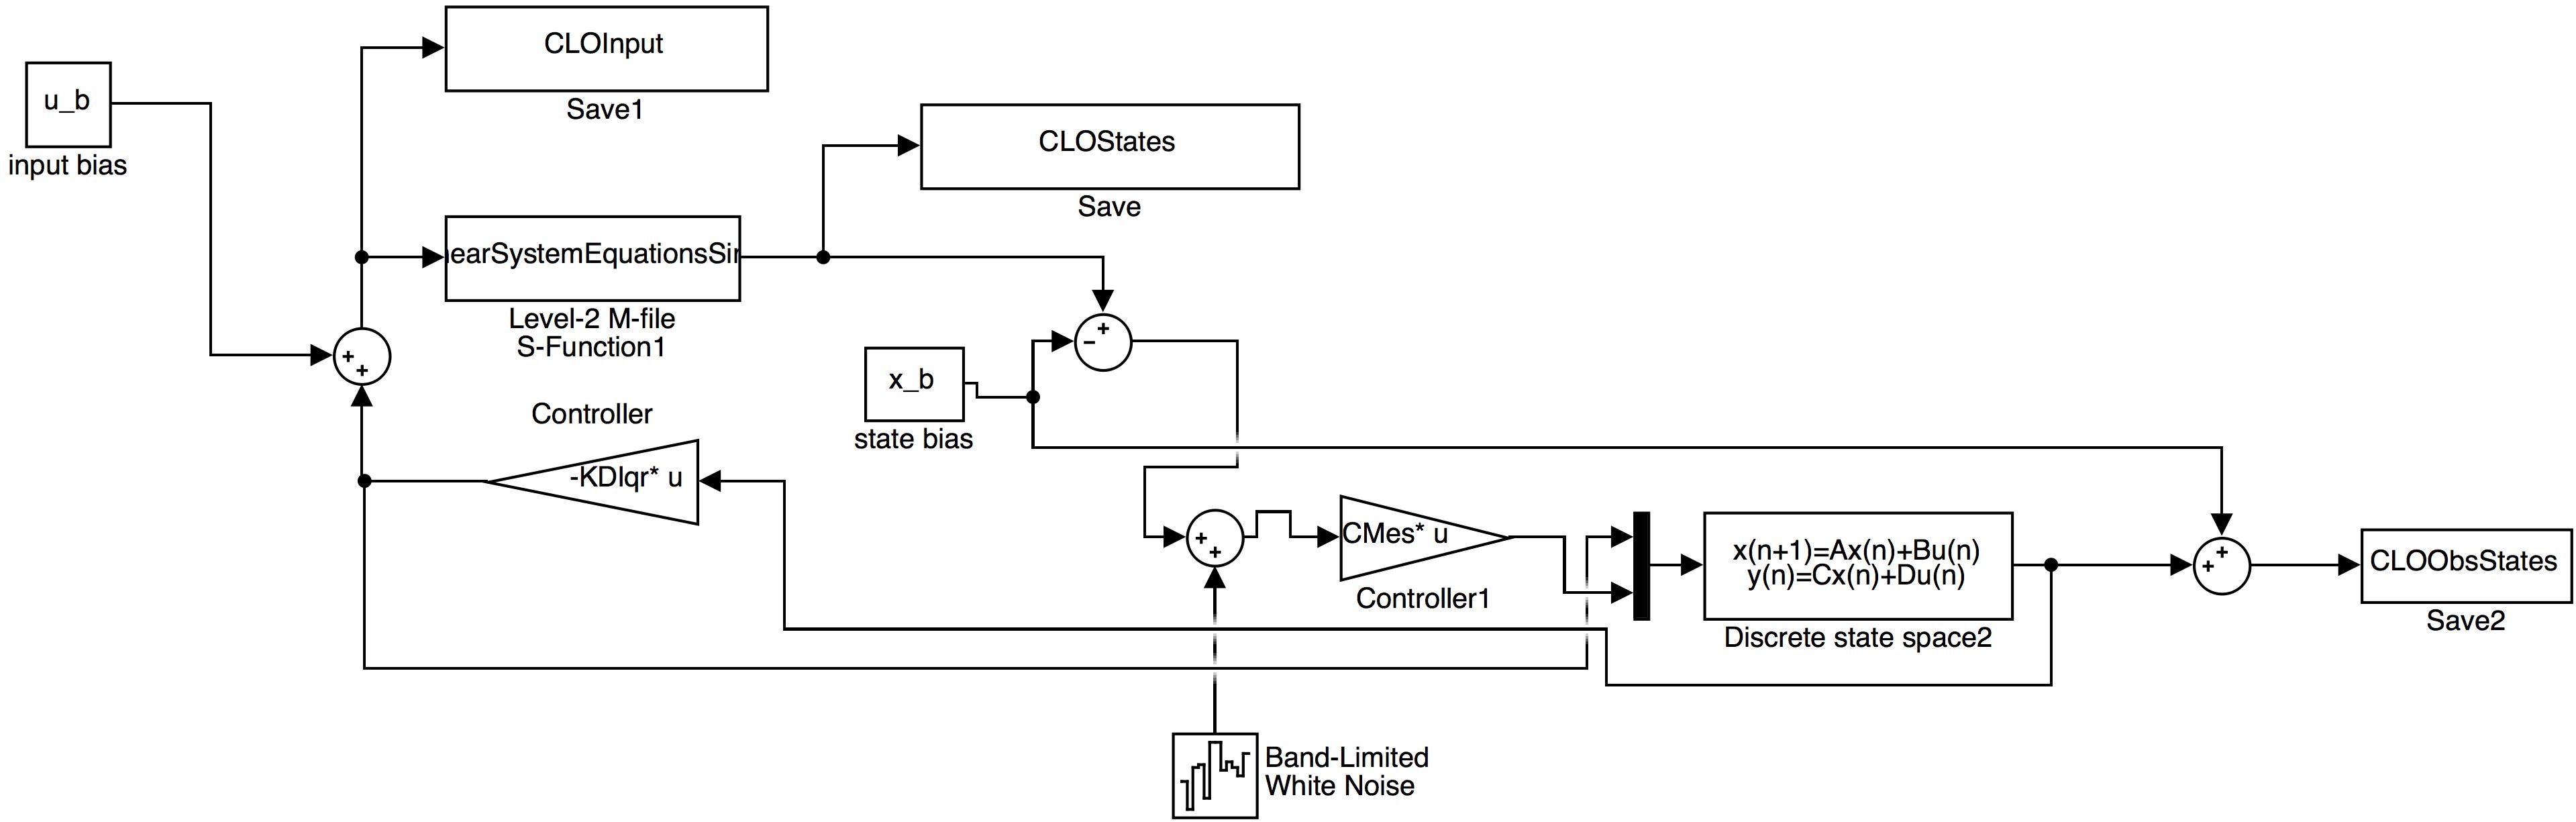 CLOInput
Save1
u_b
input bias
CLOStates
Save
earSystemEquationsSir
Level-2 M-file
S-Function1
+
+
+
−
x_b
state bias
Controller
-KDlqr* u
+
+
CMes* u
Controller1
x(n+1)=Ax(n)+Bu(n)
y(n)=Cx(n)+Du(n)
Discrete state space2
+
+
CLOObsStates
Save2
Band-Limited
White Noise